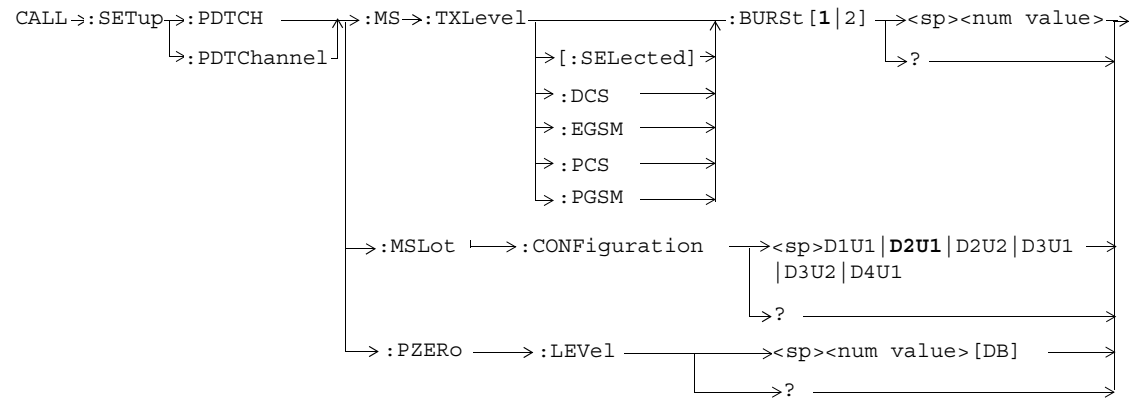 CALL :SETup :PDTCH :MS :TXLevel :BURSt[1|2] <sp><num value>
:PDTChannel [:SELected] ?
:DCS
:EGSM
:PCS
:PGSM
:MSLot :CONFiguration <sp>D1U1|D2U1|D2U2|D3U1
|D3U2|D4U1
?
:PZERo :LEVel <sp><num value>[DB]
?